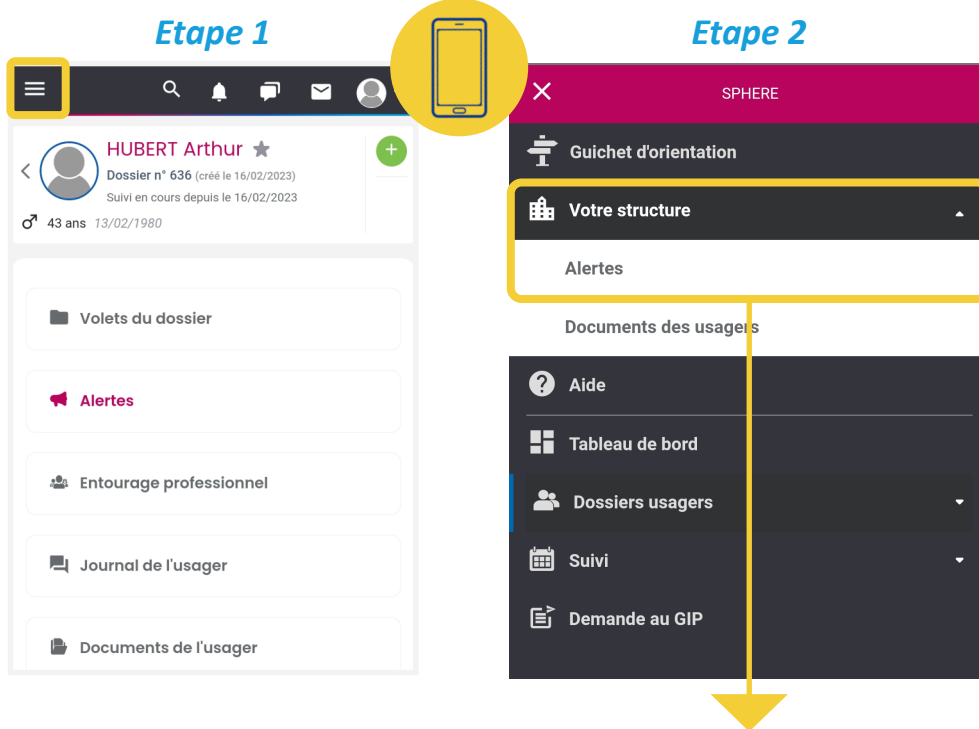 Etape 1
HUBERT Arthur
Dossier n° 636 (créé le 16/02/2023)
Suivi en cours depuis le 16/02/2023
43 ans 13/02/1980
Volets du dossier
Alertes
Entourage professionnel
Journal de l'usager
Documents de l'usager
Etape 2
SPHERE
Guichet d'orientation
Votre structure
Alertes
Documents des usagers
Aide
Tableau de bord
Dossiers usagers
Suivi
Demande au GIP